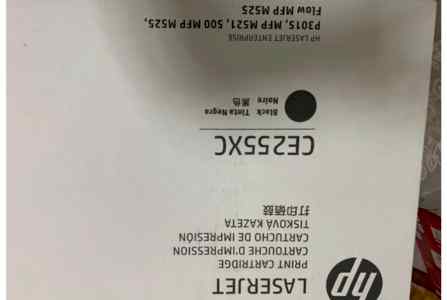 hp
LASERJET
PRINT CARTRIDGE
CARTOUCHE D'IMPRESSION
CARTUCHO DE IMPRESIÓN
TISKOVÁ KAZETA
打印硒鼓
CE255XC
Black Tinta Negra
Noire 黑色
HP LASERJET ENTERPRISE
P3015, MFP M521, 500 MFP M525,
Flow MFP M525